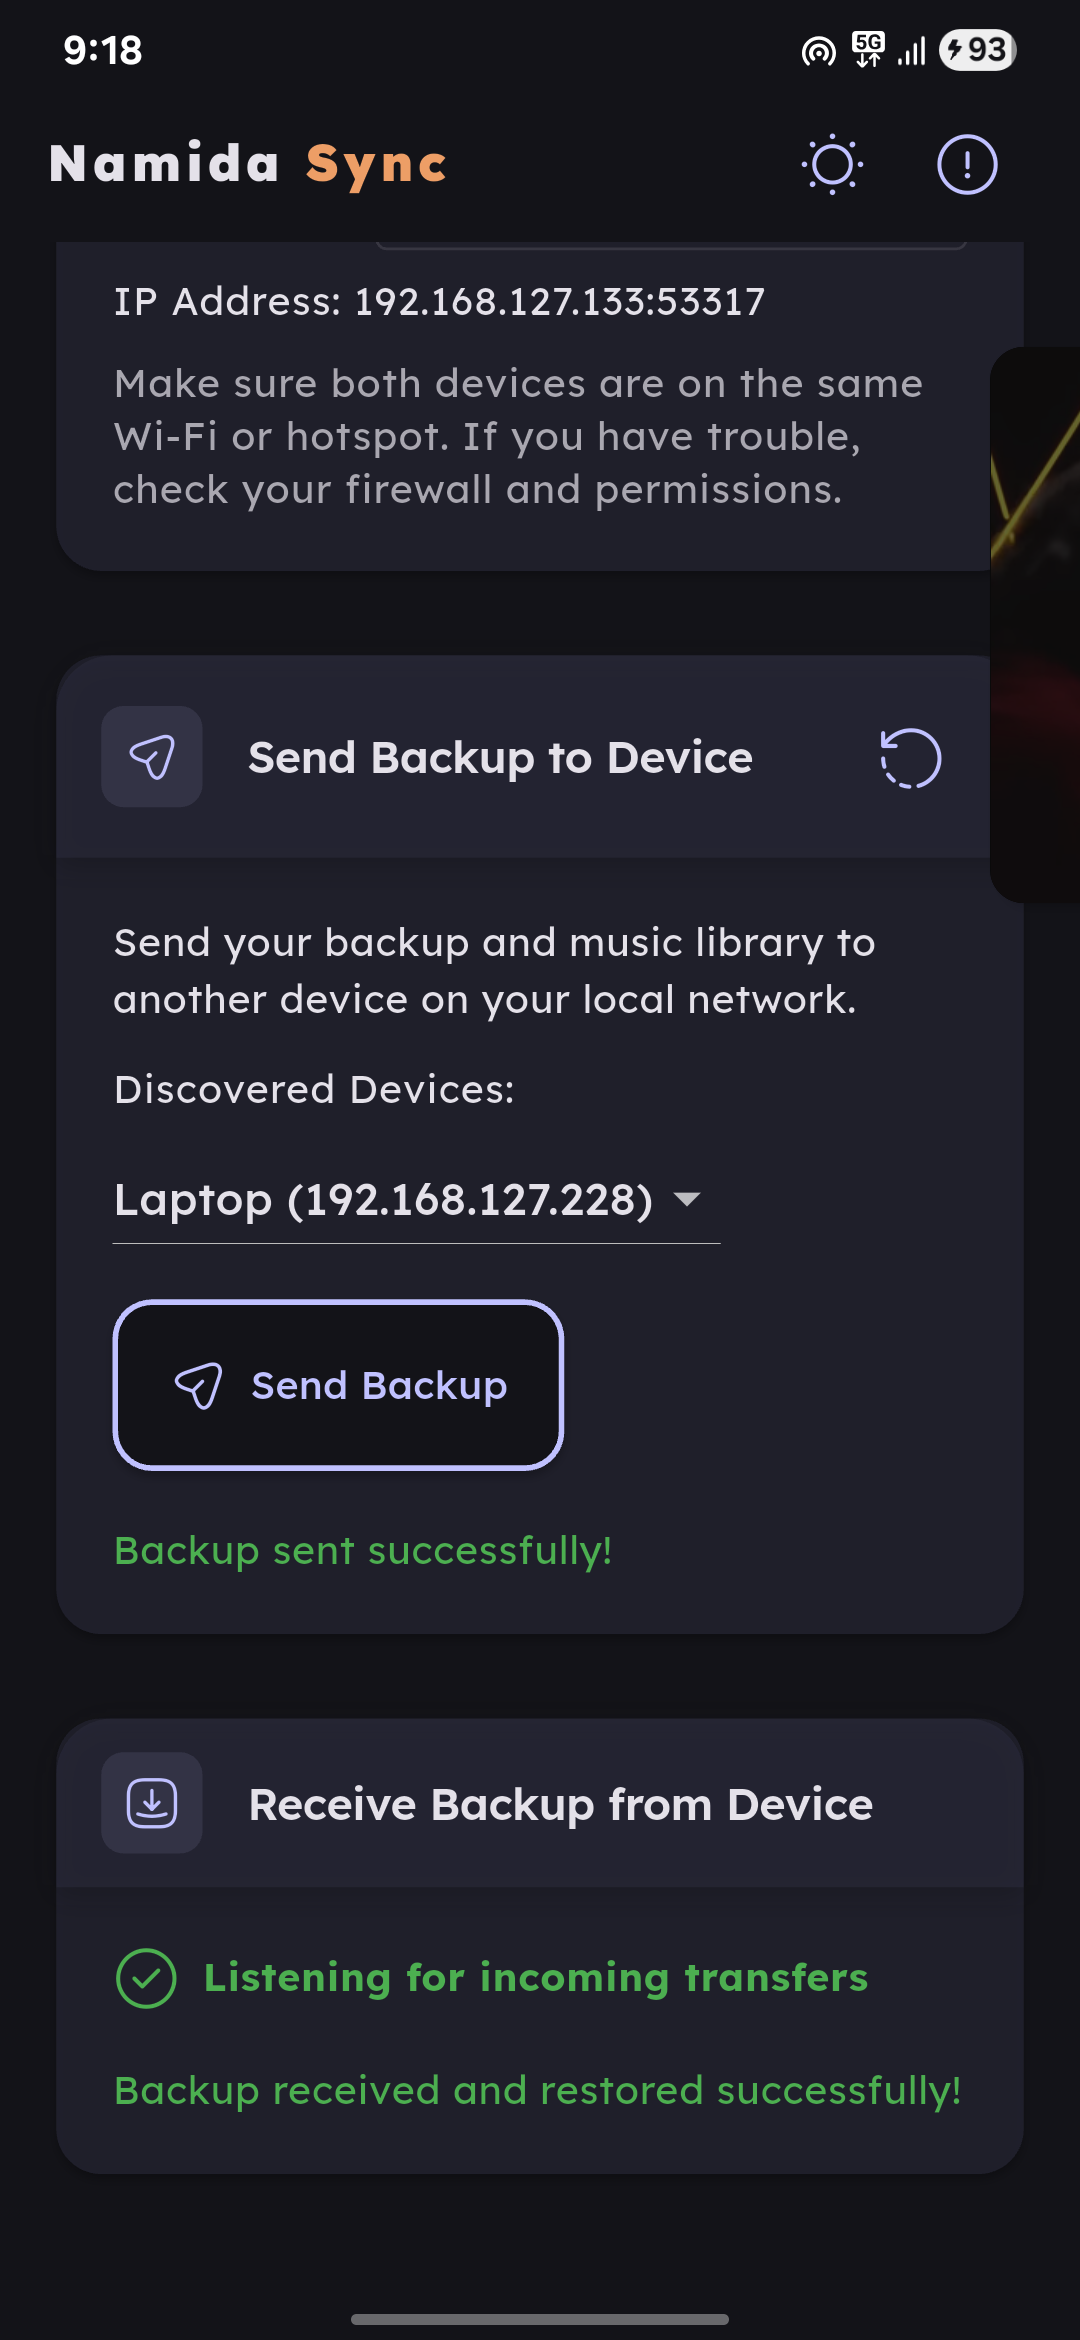 9:18
5G
93
Namida Sync
IP Address: 192.168.127.133:53317
Make sure both devices are on the same
Wi-Fi or hotspot. If you have trouble,
check your firewall and permissions.
Send Backup to Device
Send your backup and music library to
another device on your local network.
Discovered Devices:
Laptop (192.168.127.228)
Send Backup
Backup sent successfully!
Receive Backup from Device
Listening for incoming transfers
Backup received and restored successfully!